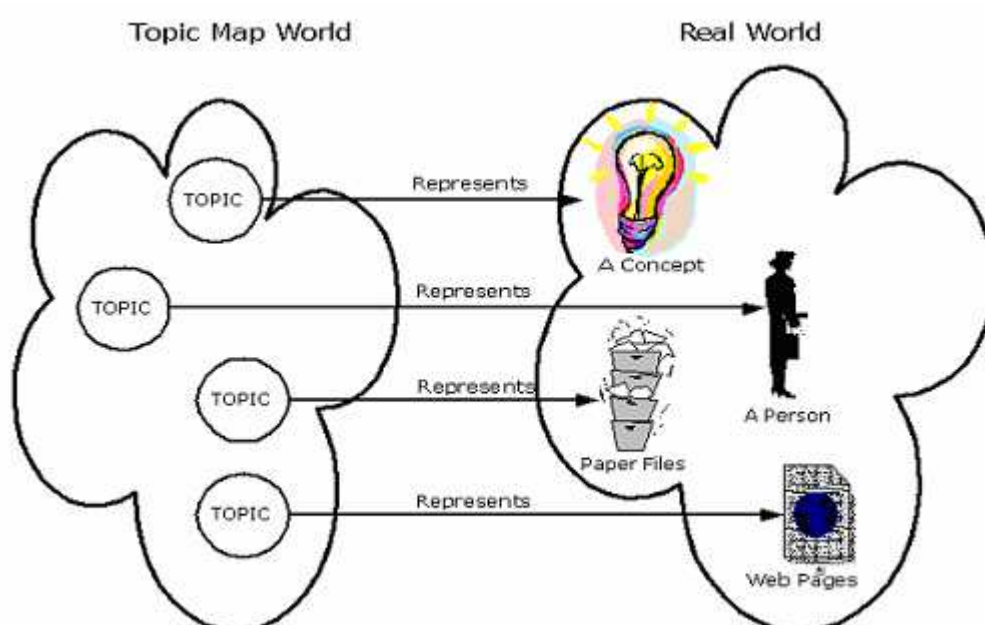 Topic Map World
Real World
TOPIC
Represents
A Concept
TOPIC
Represents
A Person
TOPIC
Represents
Paper Files
TOPIC
Represents
Web Pages